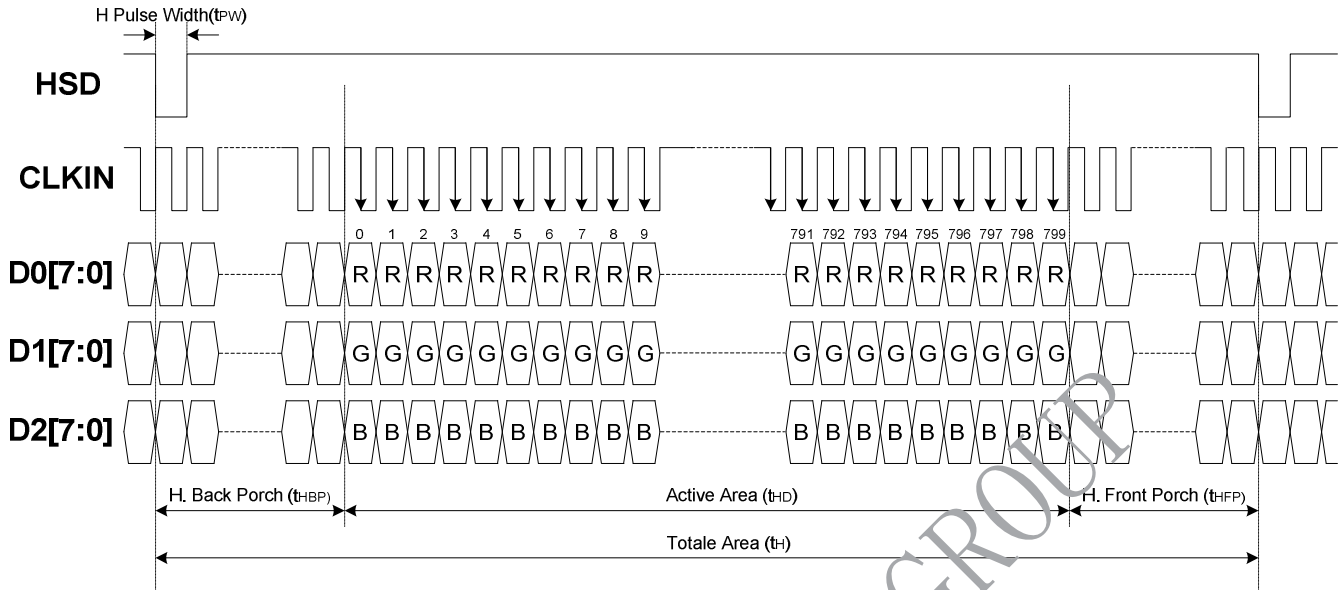 H Pulse Width(tPW)
HSD
CLKIN
0 1 2 3 4 5 6 7 8 9 791 792 793 794 795 796 797 798 799
D0[7:0] R R R R R R R R R R R R R R R R R R R
D1[7:0] G G G G G G G G G G G G G G G G G G G
D2[7:0] B B B B B B B B B B B B B B B B B B B
H. Back Porch (tHBP) Active Area (tHD) H. Front Porch (tHFP)
Totale Area (tH)
GROUP